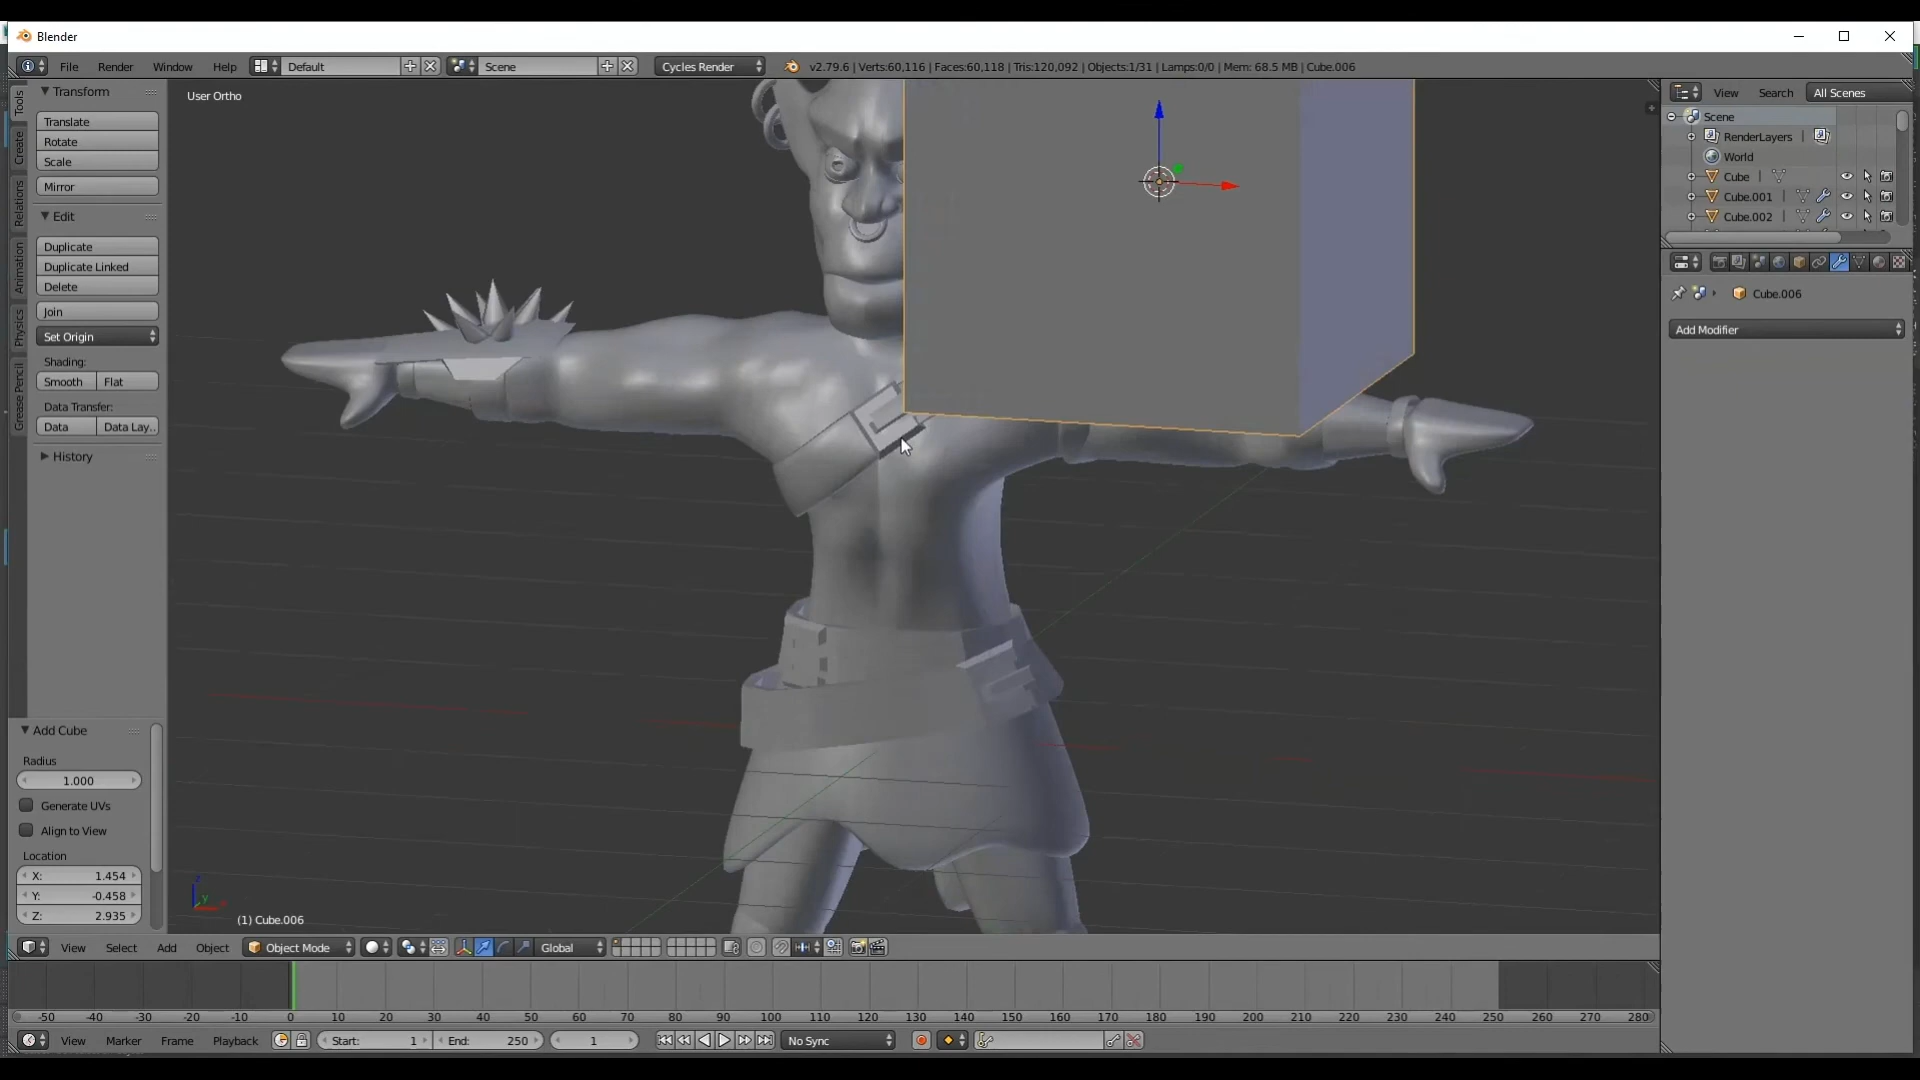 Blender
File Render Window Help Default Scene Cycles Render v2.79.6 | Verts:60,116 | Faces:60,118 | Tris:120,092 | Objects:1/31 | Lamps:0/0 | Mem: 68.5 MB | Cube.006
Tools
Create
Relations
Animation
Physics
Grease Pencil
Transform
Translate
Rotate
Scale
Mirror
Edit
Duplicate
Duplicate Linked
Delete
Join
Set Origin
Shading:
Smooth Flat
Data Transfer:
Data Data Lay..
History
Add Cube
Radius
1.000
Generate UVs
Align to View
Location
X: 1.454
Y: -0.458
Z: 2.935
User Ortho
z
y
(1) Cube.006
View Select Add Object Object Mode Global
View Search All Scenes
Scene
RenderLayers |
World
Cube |
Cube.001 |
Cube.002 |
Cube.006
Add Modifier
-50 -40 -30 -20 -10 0 10 20 30 40 50 60 70 80 90 100 110 120 130 140 150 160 170 180 190 200 210 220 230 240 250 260 270 280
View Marker Frame Playback Start: 1 End: 250 1 No Sync